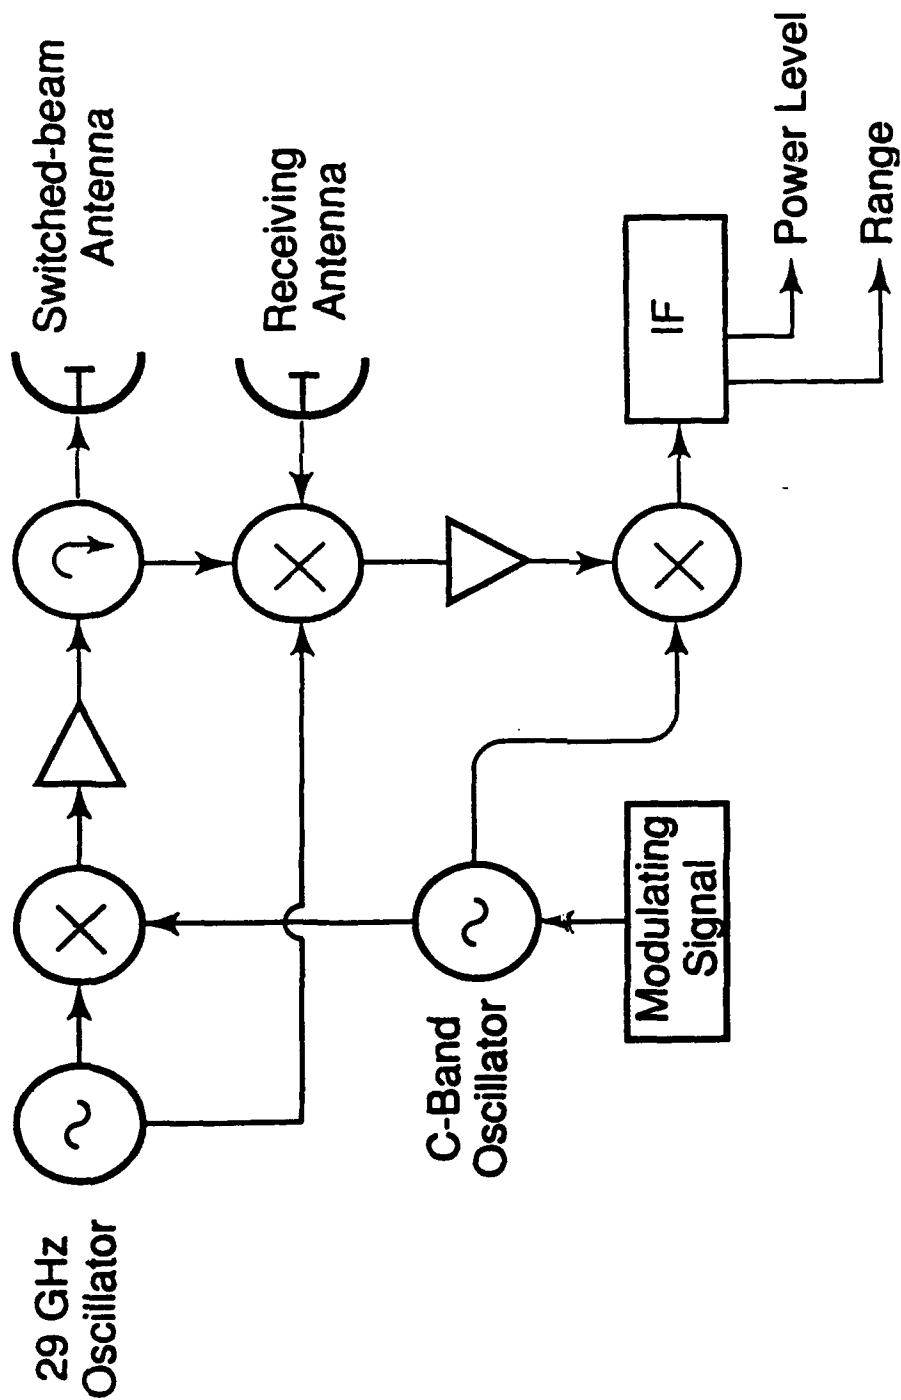 29 GHz
Oscillator
Switched-beam
Antenna
Receiving
Antenna
C-Band
Oscillator
Modulating
Signal
IF
Power Level
Range